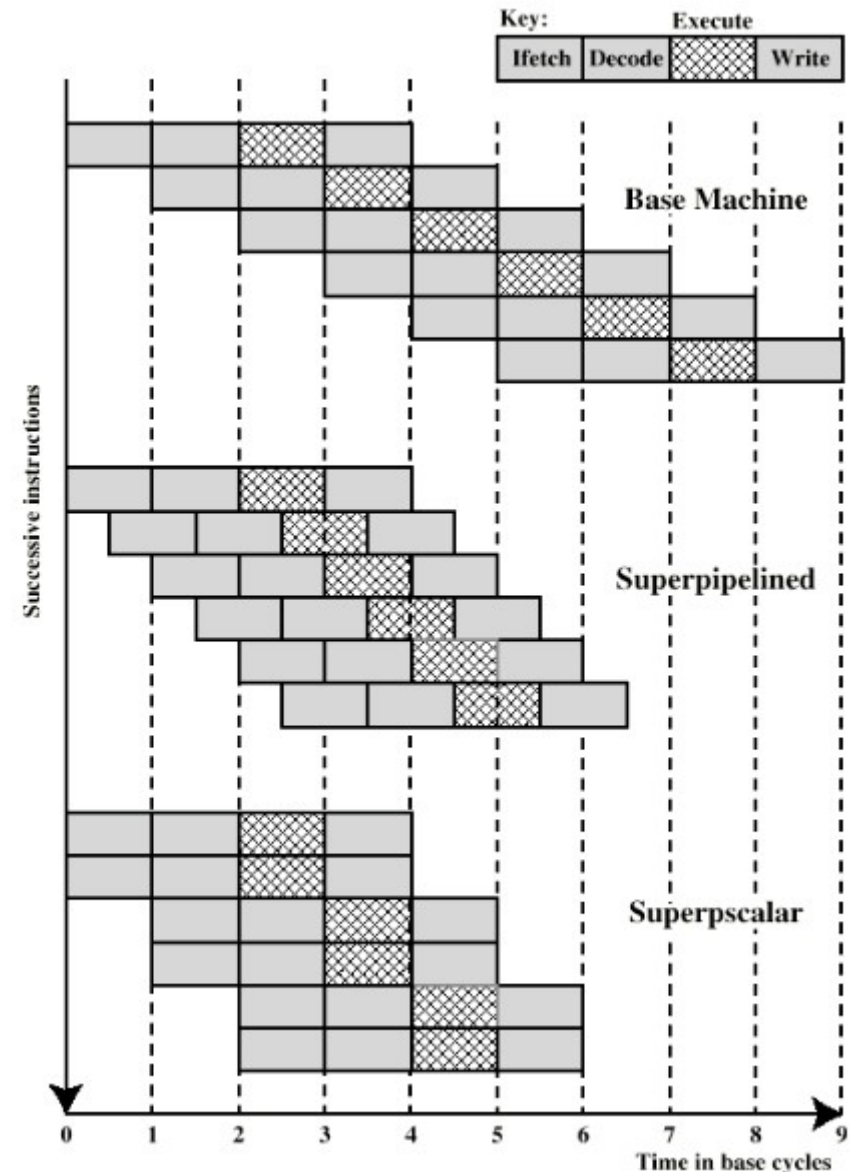 Key:
Execute
Ifetch Decode Write
Base Machine
Successive instructions
Superpipelined
Superpscalar
0 1 2 3 4 5 6 7 8 9
Time in base cycles